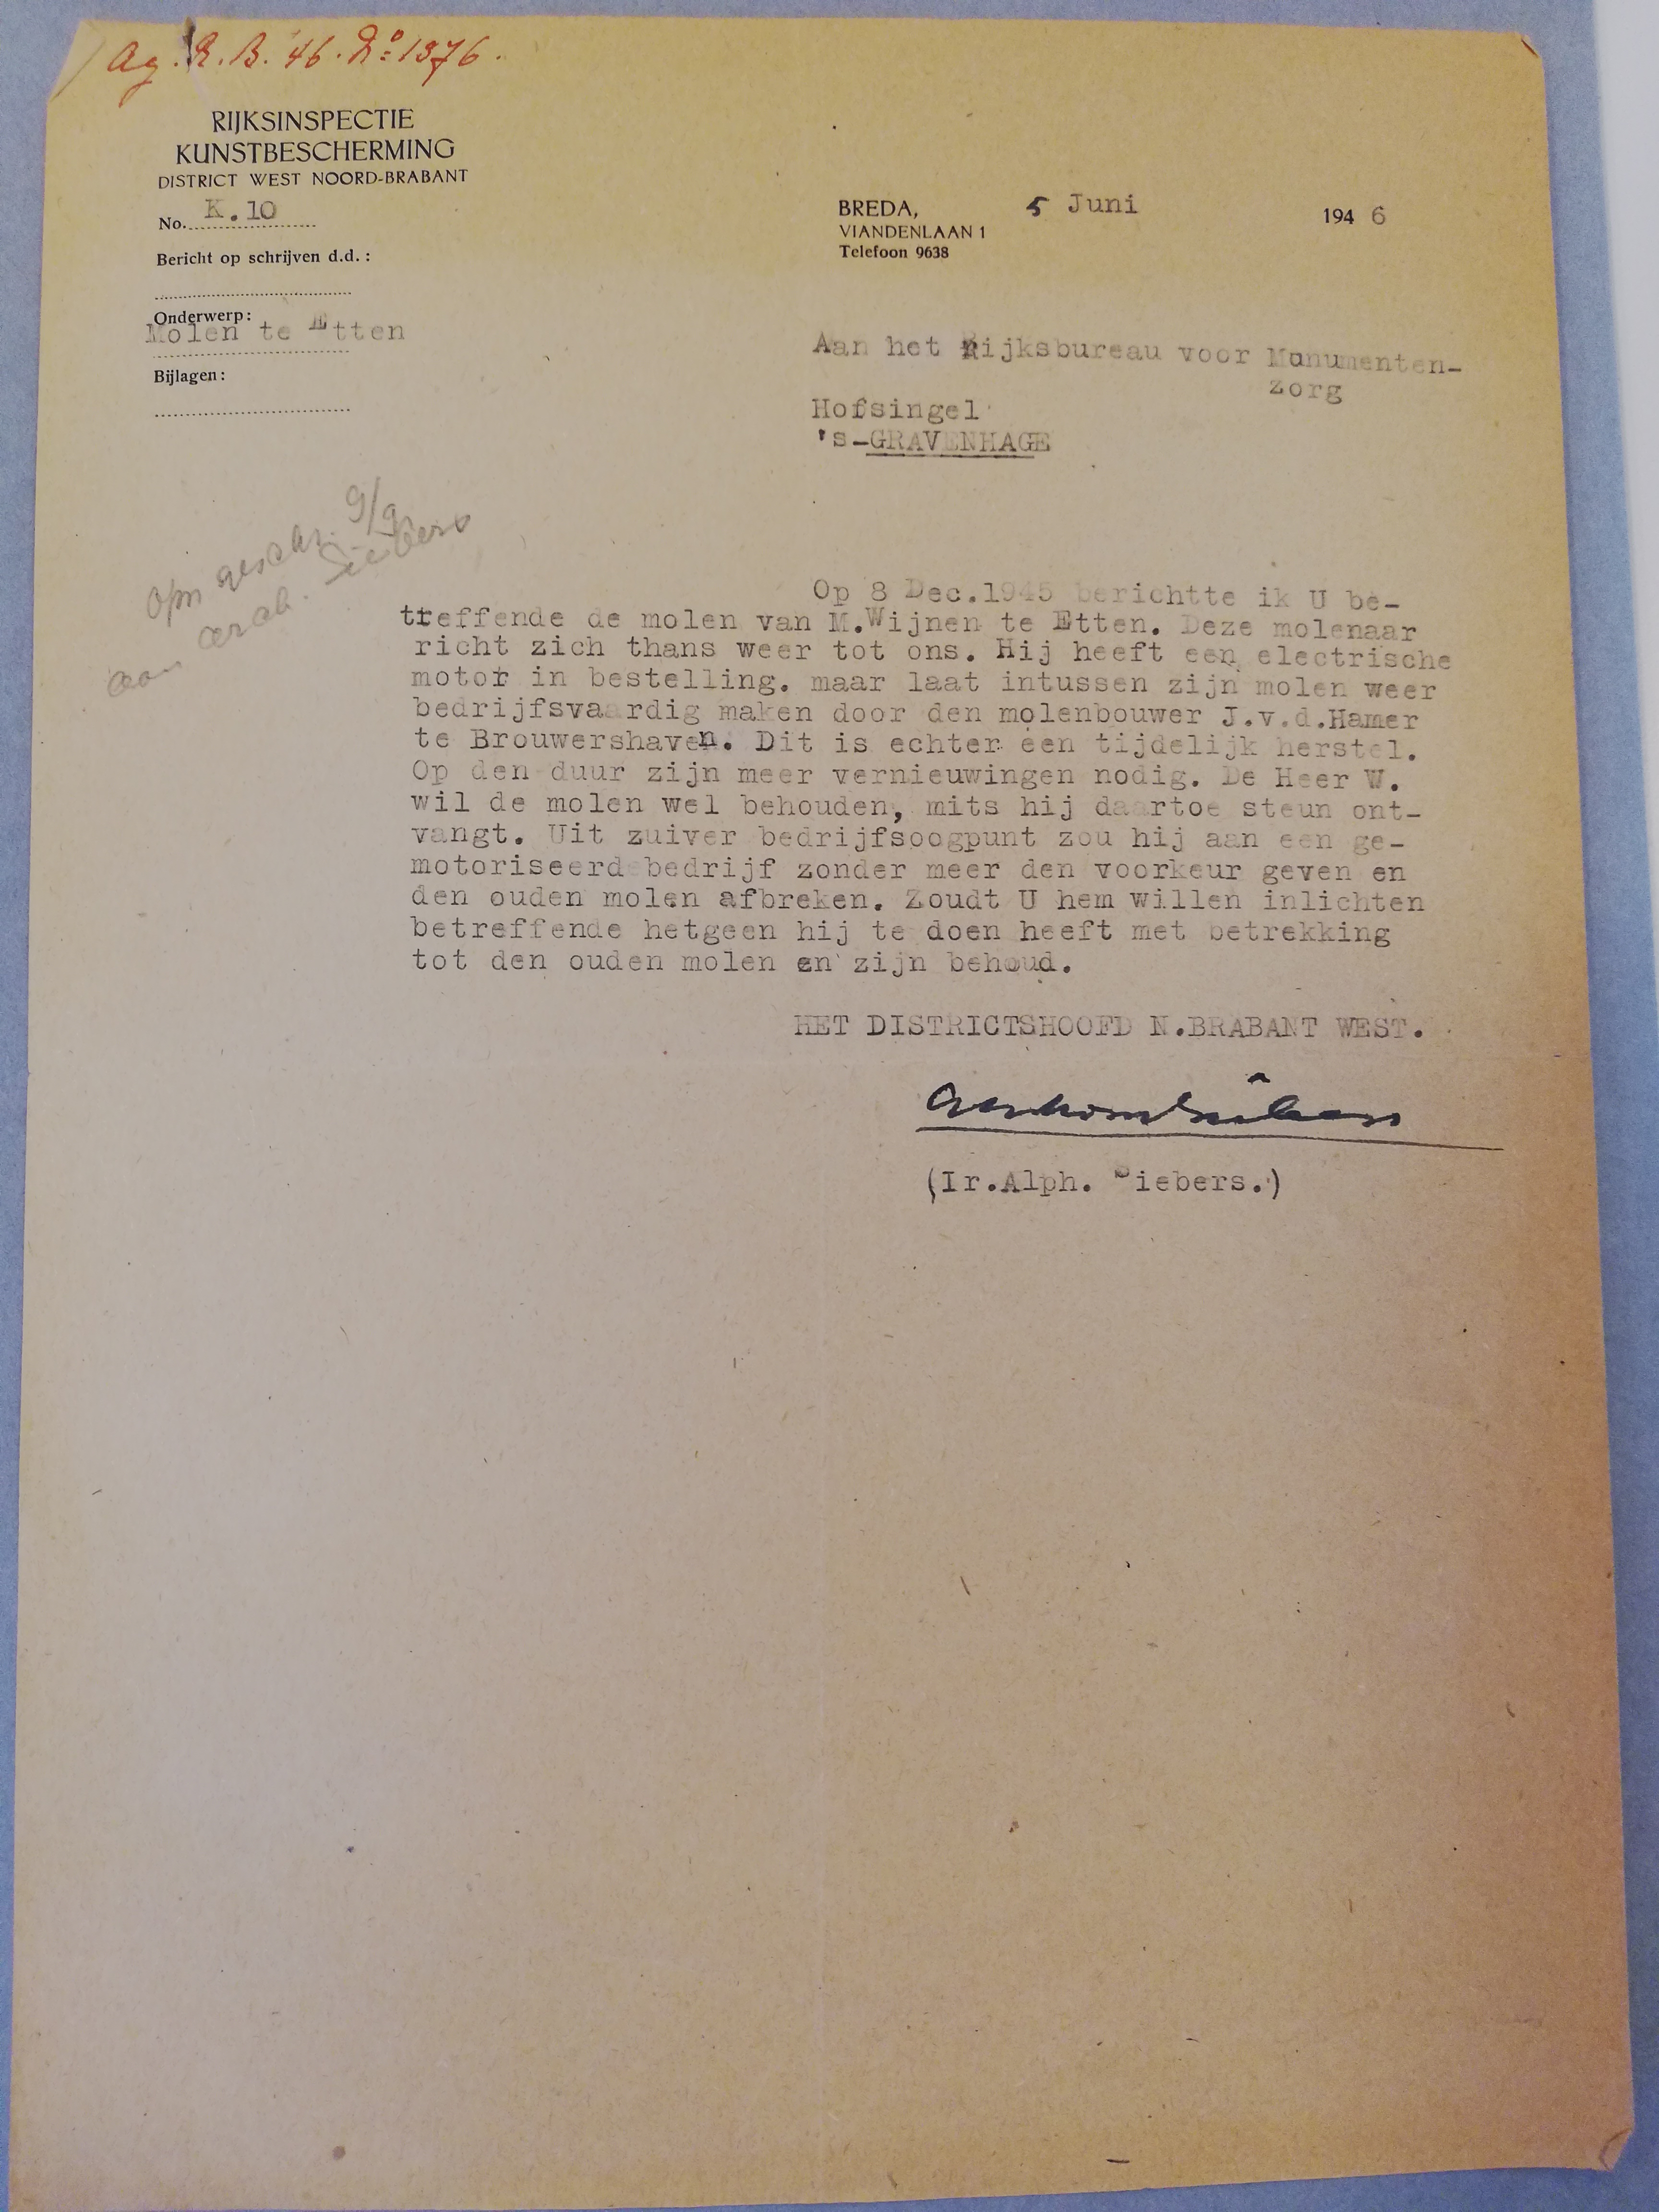 Ag. R. B. '46. No: 1976.
RIJKSINSPECTIE
KUNSTBESCHERMING
DISTRICT WEST NOORD-BRABANT
No. K.10
Bericht op schrijven d.d.:
Onderwerp:
Molen te Etten
Bijlagen:
BREDA, 5 Juni 1946
VIANDENLAAN 1
Telefoon 9638
Aan het Rijksbureau voor Monumenten-
zorg
Hofsingel
's-GRAVENHAGE
9/9
Siebers
aan
Op 8 Dec.1945 berichtte ik U be-
treffende de molen van M.Wijnen te Etten. Deze molenaar
richt zich thans weer tot ons. Hij heeft een electrische
motor in bestelling. maar laat intussen zijn molen weer
bedrijfsvaardig maken door den molenbouwer J.v.d.Hamer
te Brouwershaven. Dit is echter een tijdelijk herstel.
Op den duur zijn meer vernieuwingen nodig. De Heer W.
wil de molen wel behouden, mits hij daartoe steun ont-
vangt. Uit zuiver bedrijfsoogpunt zou hij aan een ge-
motoriseerd bedrijf zonder meer den voorkeur geven en
den ouden molen afbreken. Zoudt U hem willen inlichten
betreffende hetgeen hij te doen heeft met betrekking
tot den ouden molen en zijn behoud.
HET DISTRICTSHOOFD N.BRABANT WEST.
(Ir.Alph. Siebers.)